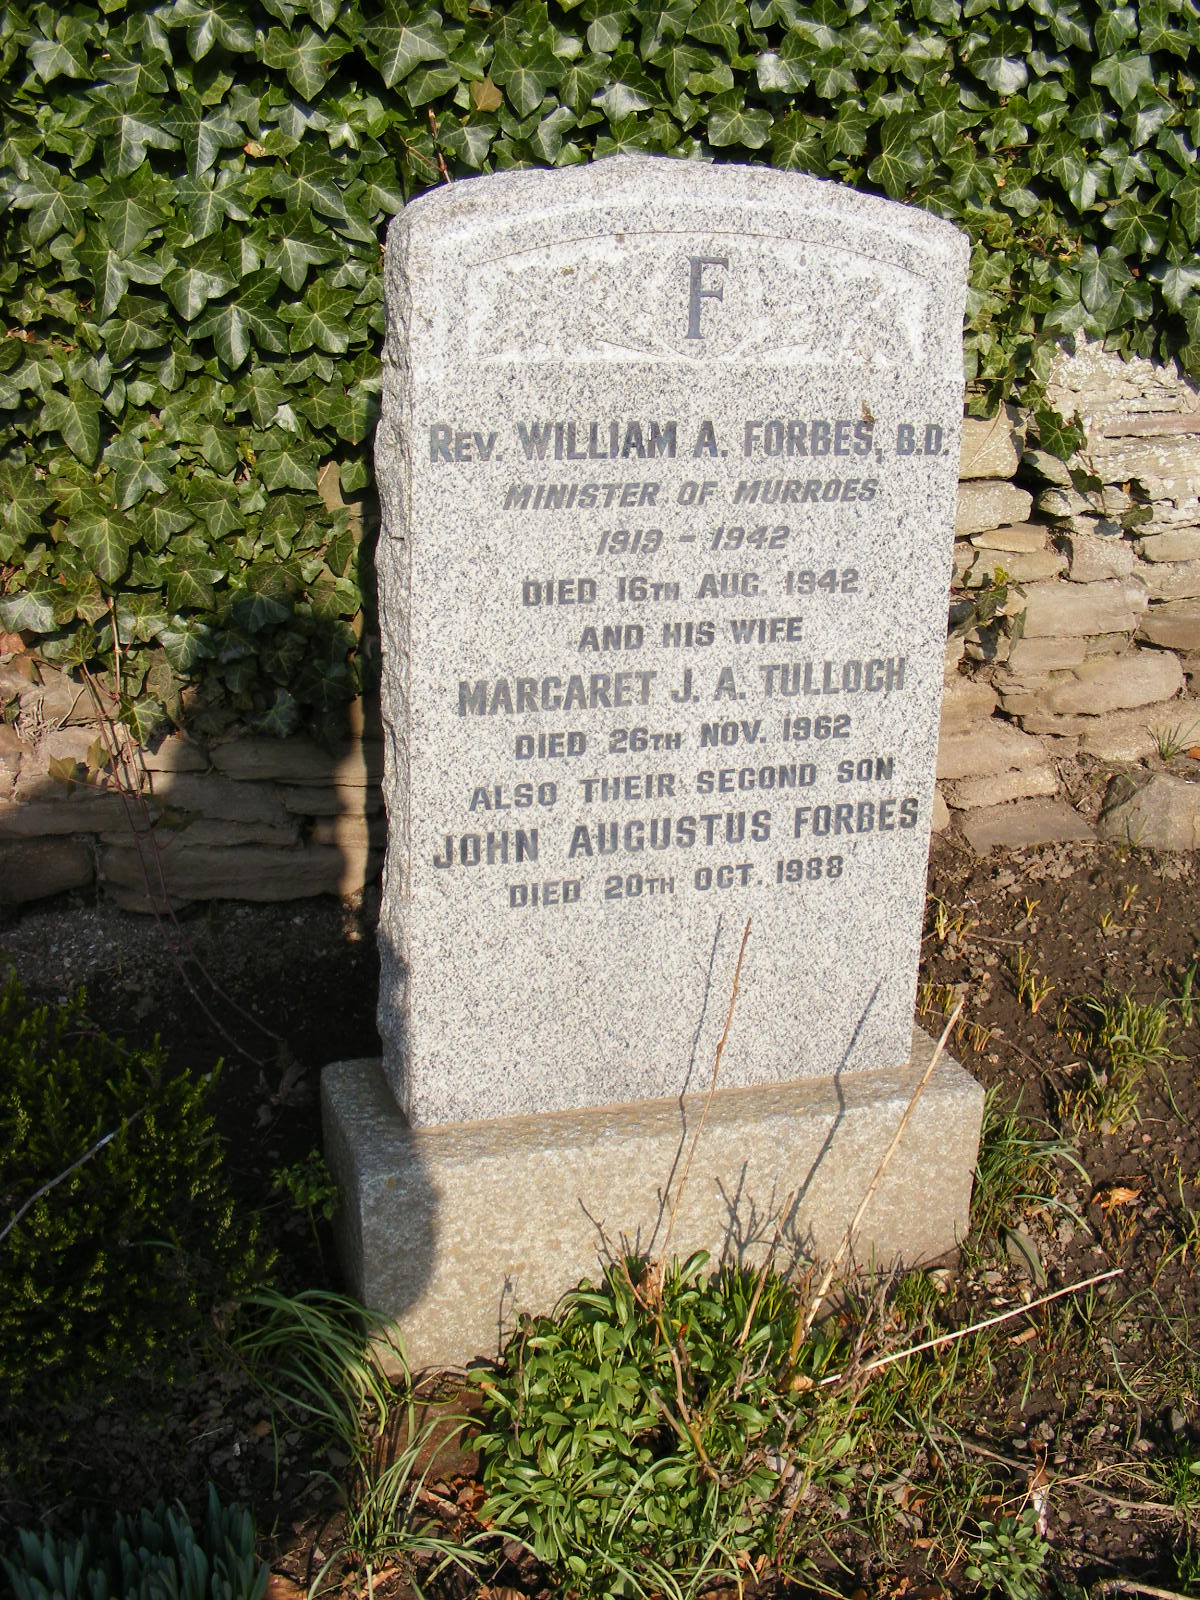 F
REV. WILLIAM A. FORBES, B.D.
MINISTER OF MURROES
1919 - 1942
DIED 16TH AUG. 1942
AND HIS WIFE
MARGARET J. A. TULLOCH
DIED 26TH NOV. 1962
ALSO THEIR SECOND SON
JOHN AUGUSTUS FORBES
DIED 20TH OCT. 1988